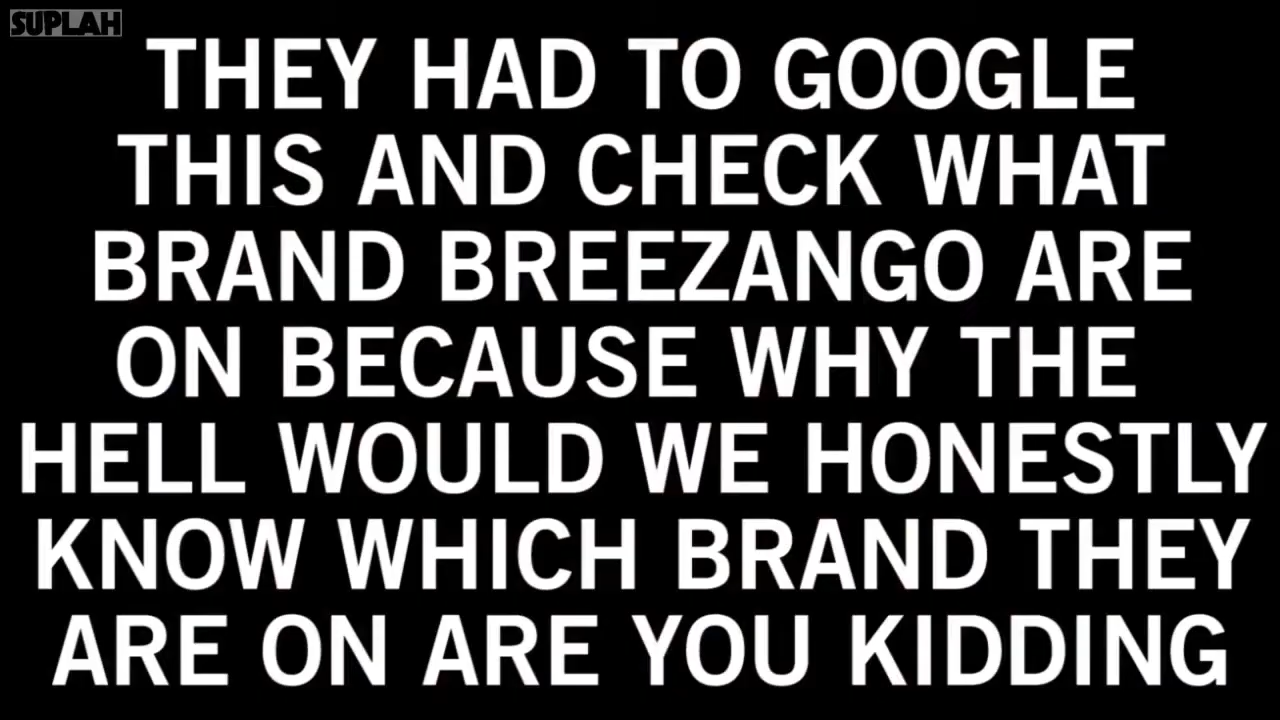 SUPLAH
THEY HAD TO GOOGLE
THIS AND CHECK WHAT
BRAND BREEZANGO ARE
ON BECAUSE WHY THE
HELL WOULD WE HONESTLY
KNOW WHICH BRAND THEY
ARE ON ARE YOU KIDDING